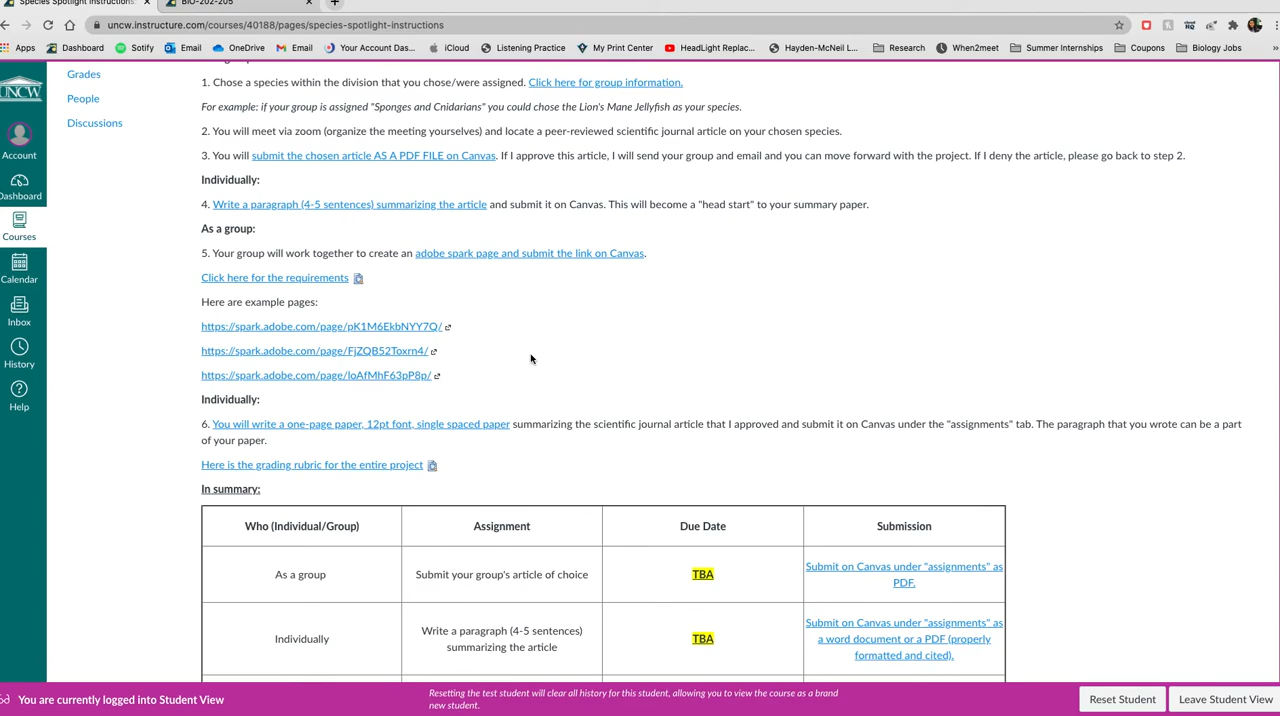 Species Spotlight Instructions
BIO-202-205
uncw.instructure.com/courses/40188/pages/species-spotlight-instructions
Apps Dashboard Spotify Email OneDrive Email Your Account Das... iCloud Listening Practice My Print Center HeadLight Replac... Hayden-McNeil L... Research When2meet Summer Internships Coupons Biology Jobs »
UNCW
Account
Dashboard
Courses
Calendar
Inbox
History
Help
Grades
People
Discussions
1. Chose a species within the division that you chose/were assigned. Click here for group information.
For example: if your group is assigned "Sponges and Cnidarians" you could chose the Lion's Mane Jellyfish as your species.
2. You will meet via zoom (organize the meeting yourselves) and locate a peer-reviewed scientific journal article on your chosen species.
3. You will submit the chosen article AS A PDF FILE on Canvas. If I approve this article, I will send your group and email and you can move forward with the project. If I deny the article, please go back to step 2.
Individually:
4. Write a paragraph (4-5 sentences) summarizing the article and submit it on Canvas. This will become a "head start" to your summary paper.
As a group:
5. Your group will work together to create an adobe spark page and submit the link on Canvas.
Click here for the requirements
Here are example pages:
https://spark.adobe.com/page/pK1M6EkbNYY7Q/
https://spark.adobe.com/page/FjZQB52Toxrn4/
https://spark.adobe.com/page/IoAfMhF63pP8p/
Individually:
6. You will write a one-page paper, 12pt font, single spaced paper summarizing the scientific journal article that I approved and submit it on Canvas under the "assignments" tab. The paragraph that you wrote can be a part
of your paper.
Here is the grading rubric for the entire project
In summary:
Who (Individual/Group) Assignment Due Date Submission
As a group Submit your group's article of choice TBA Submit on Canvas under "assignments" as
PDF.
Individually Write a paragraph (4-5 sentences)
summarizing the article TBA Submit on Canvas under "assignments" as
a word document or a PDF (properly
formatted and cited).
You are currently logged into Student View
Resetting the test student will clear all history for this student, allowing you to view the course as a brand
new student.
Reset Student
Leave Student View